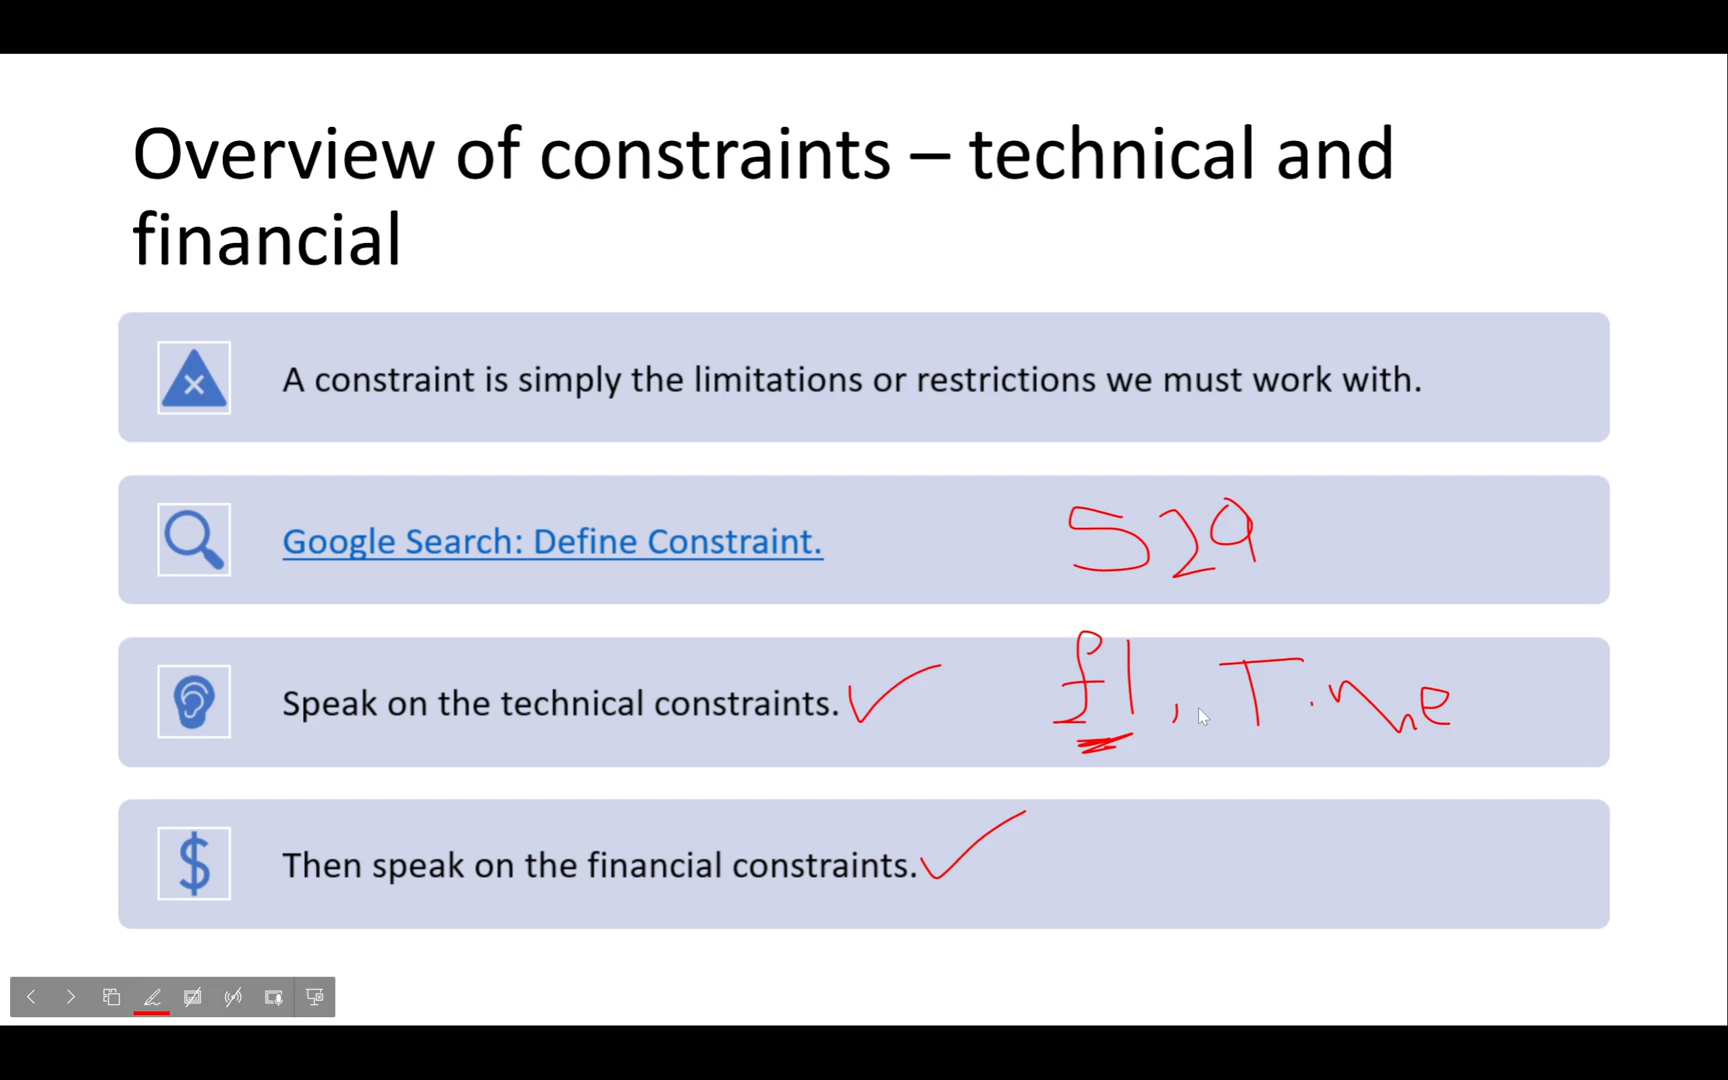 Overview of constraints – technical and
financial
A constraint is simply the limitations or restrictions we must work with.
Google Search: Define Constraint.
529
Speak on the technical constraints.
£1, Time
Then speak on the financial constraints.